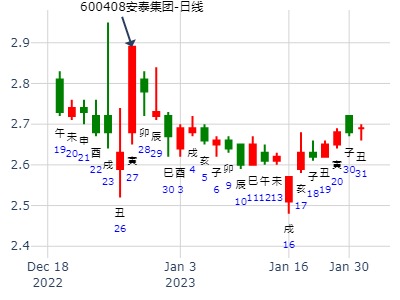 600408安泰集团-日线
2.9
2.8
2.7
2.6
2.5
2.4
午 未 申 酉 戌 丑 寅 卯 辰 巳 卯 戌 亥 子 卯 辰 巳 午 未 戌 亥 子 丑 寅 子 丑
19 20 21 22 23 26 27 28 29 30 3 4 5 6 9 10 11 12 13 16 17 18 19 20 30 31
Dec 18 Jan 3 Jan 16 Jan 30
2022 2023